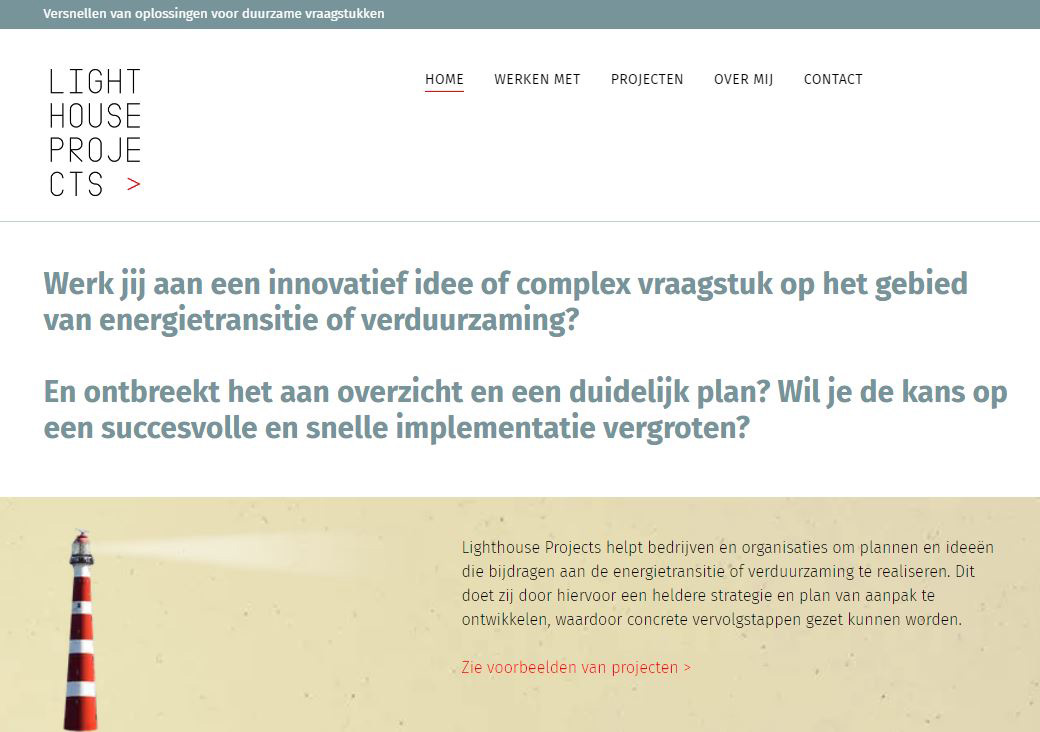 Versnellen van oplossingen voor duurzame vraagstukken
LIGHT
HOUSE
PROJE
CTS >
HOME WERKEN MET PROJECTEN OVER MIJ CONTACT
Werk jij aan een innovatief idee of complex vraagstuk op het gebied
van energietransitie of verduurzaming?
En ontbreekt het aan overzicht en een duidelijk plan? Wil je de kans op
een succesvolle en snelle implementatie vergroten?
Lighthouse Projects helpt bedrijven en organisaties om plannen en ideeën
die bijdragen aan de energietransitie of verduurzaming te realiseren. Dit
doet zij door hiervoor een heldere strategie en plan van aanpak te
ontwikkelen, waardoor concrete vervolgstappen gezet kunnen worden.
Zie voorbeelden van projecten >